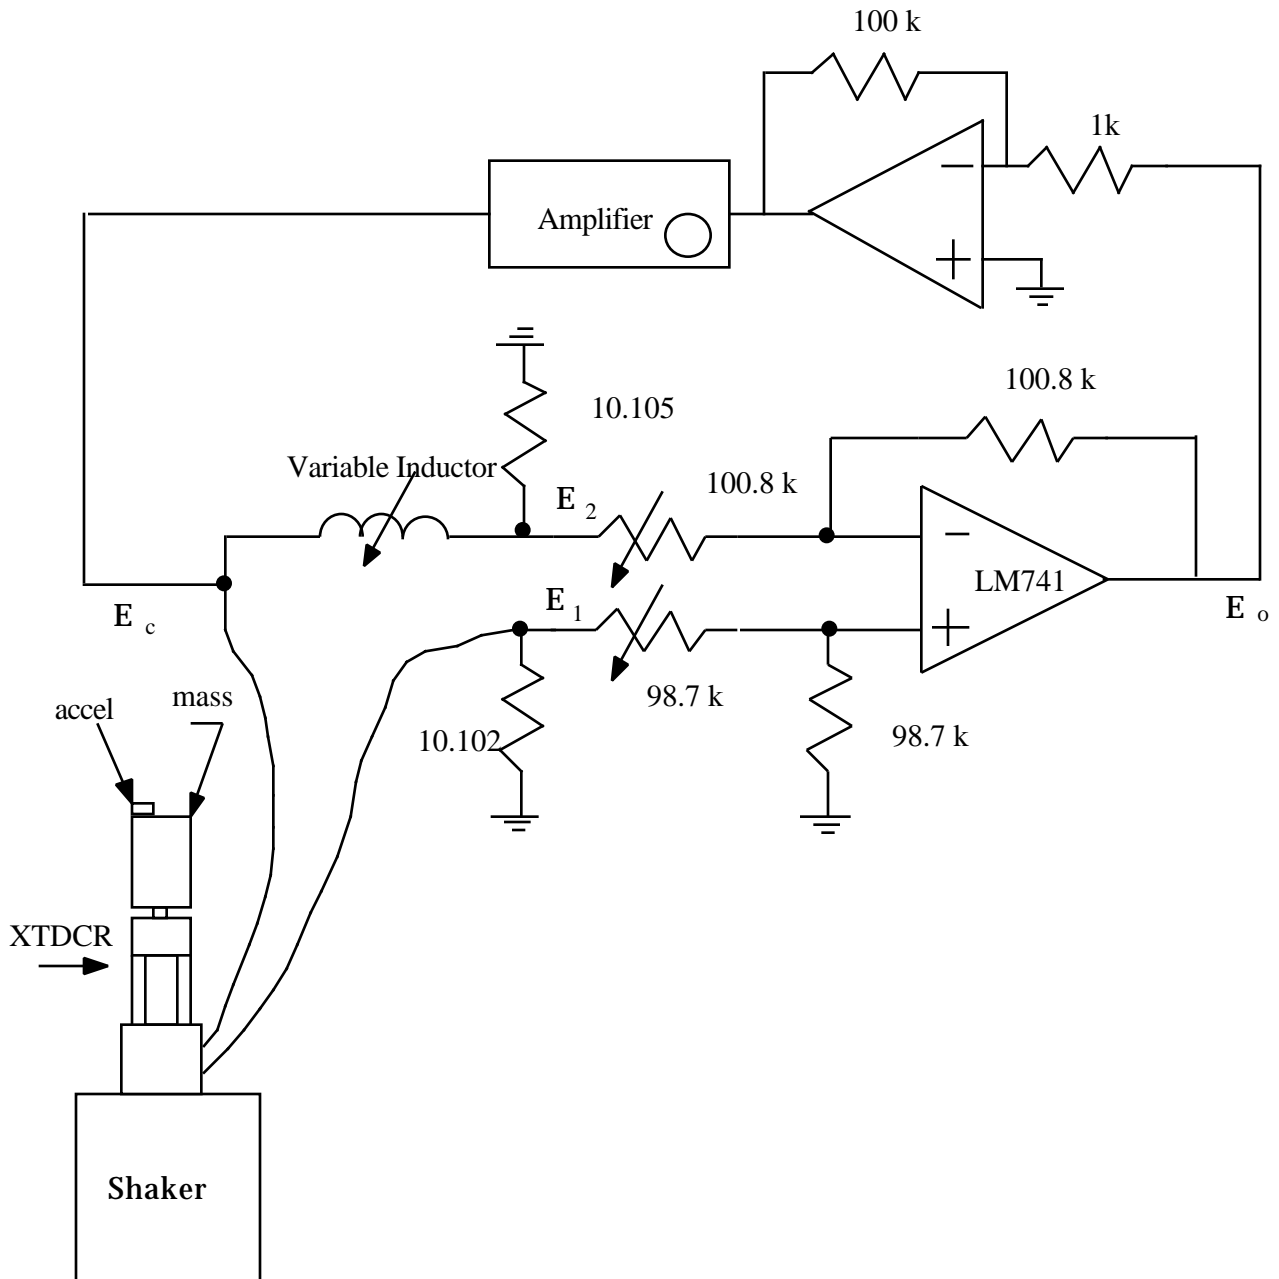 100 k
1k
Amplifier
100.8 k
10.105
Variable Inductor
E 2
100.8 k
LM741
E 1
E c
E o
98.7 k
mass
accel
10.102
98.7 k
XTDCR
Shaker